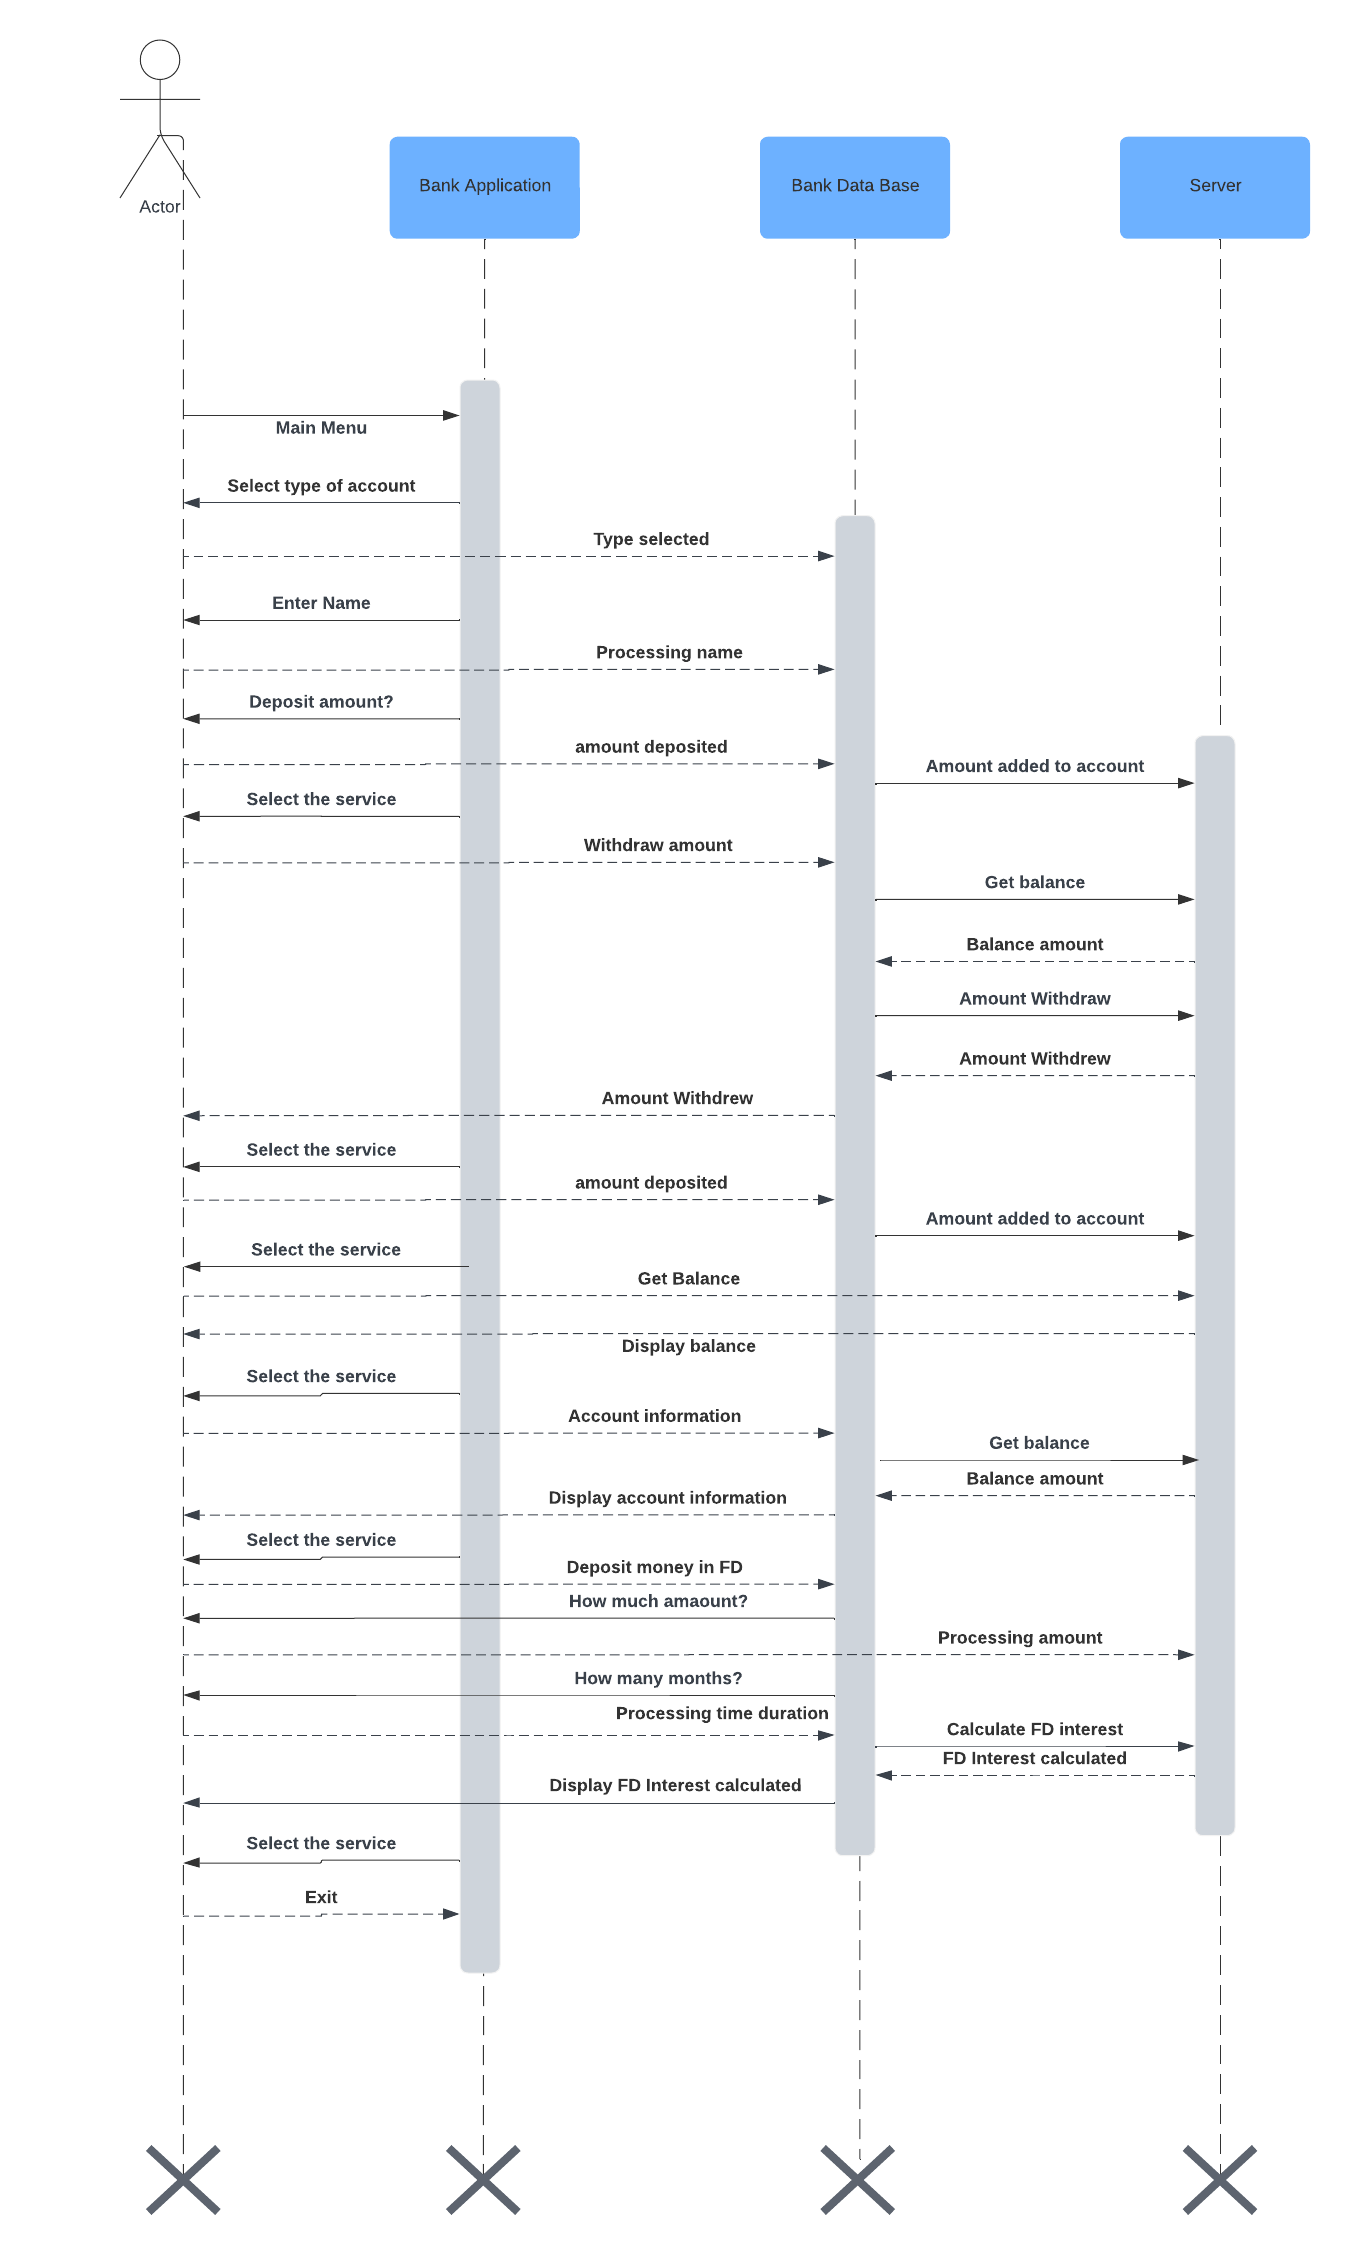 Actor
Bank Application
Bank Data Base
Server
Main Menu
Select type of account
Type selected
Enter Name
Processing name
Deposit amount?
amount deposited
Amount added to account
Select the service
Withdraw amount
Get balance
Balance amount
Amount Withdraw
Amount Withdrew
Amount Withdrew
Select the service
amount deposited
Amount added to account
Select the service
Get Balance
Display balance
Select the service
Account information
Get balance
Balance amount
Display account information
Select the service
Deposit money in FD
How much amaount?
Processing amount
How many months?
Processing time duration
Calculate FD interest
FD Interest calculated
Display FD Interest calculated
Select the service
Exit